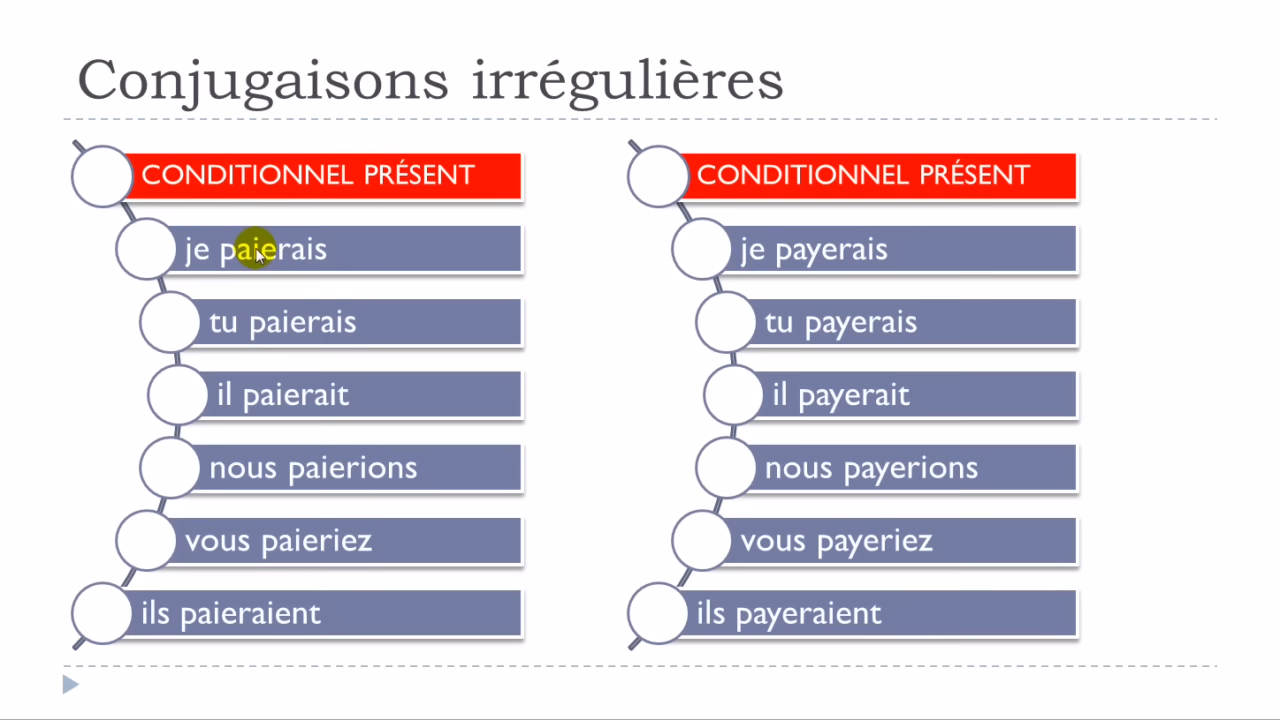 Conjugaisons irrégulières
CONDITIONNEL PRÉSENT
je paierais
tu paierais
il paierait
nous paierions
vous paieriez
ils paieraient
CONDITIONNEL PRÉSENT
je payerais
tu payerais
il payerait
nous payerions
vous payeriez
ils payeraient